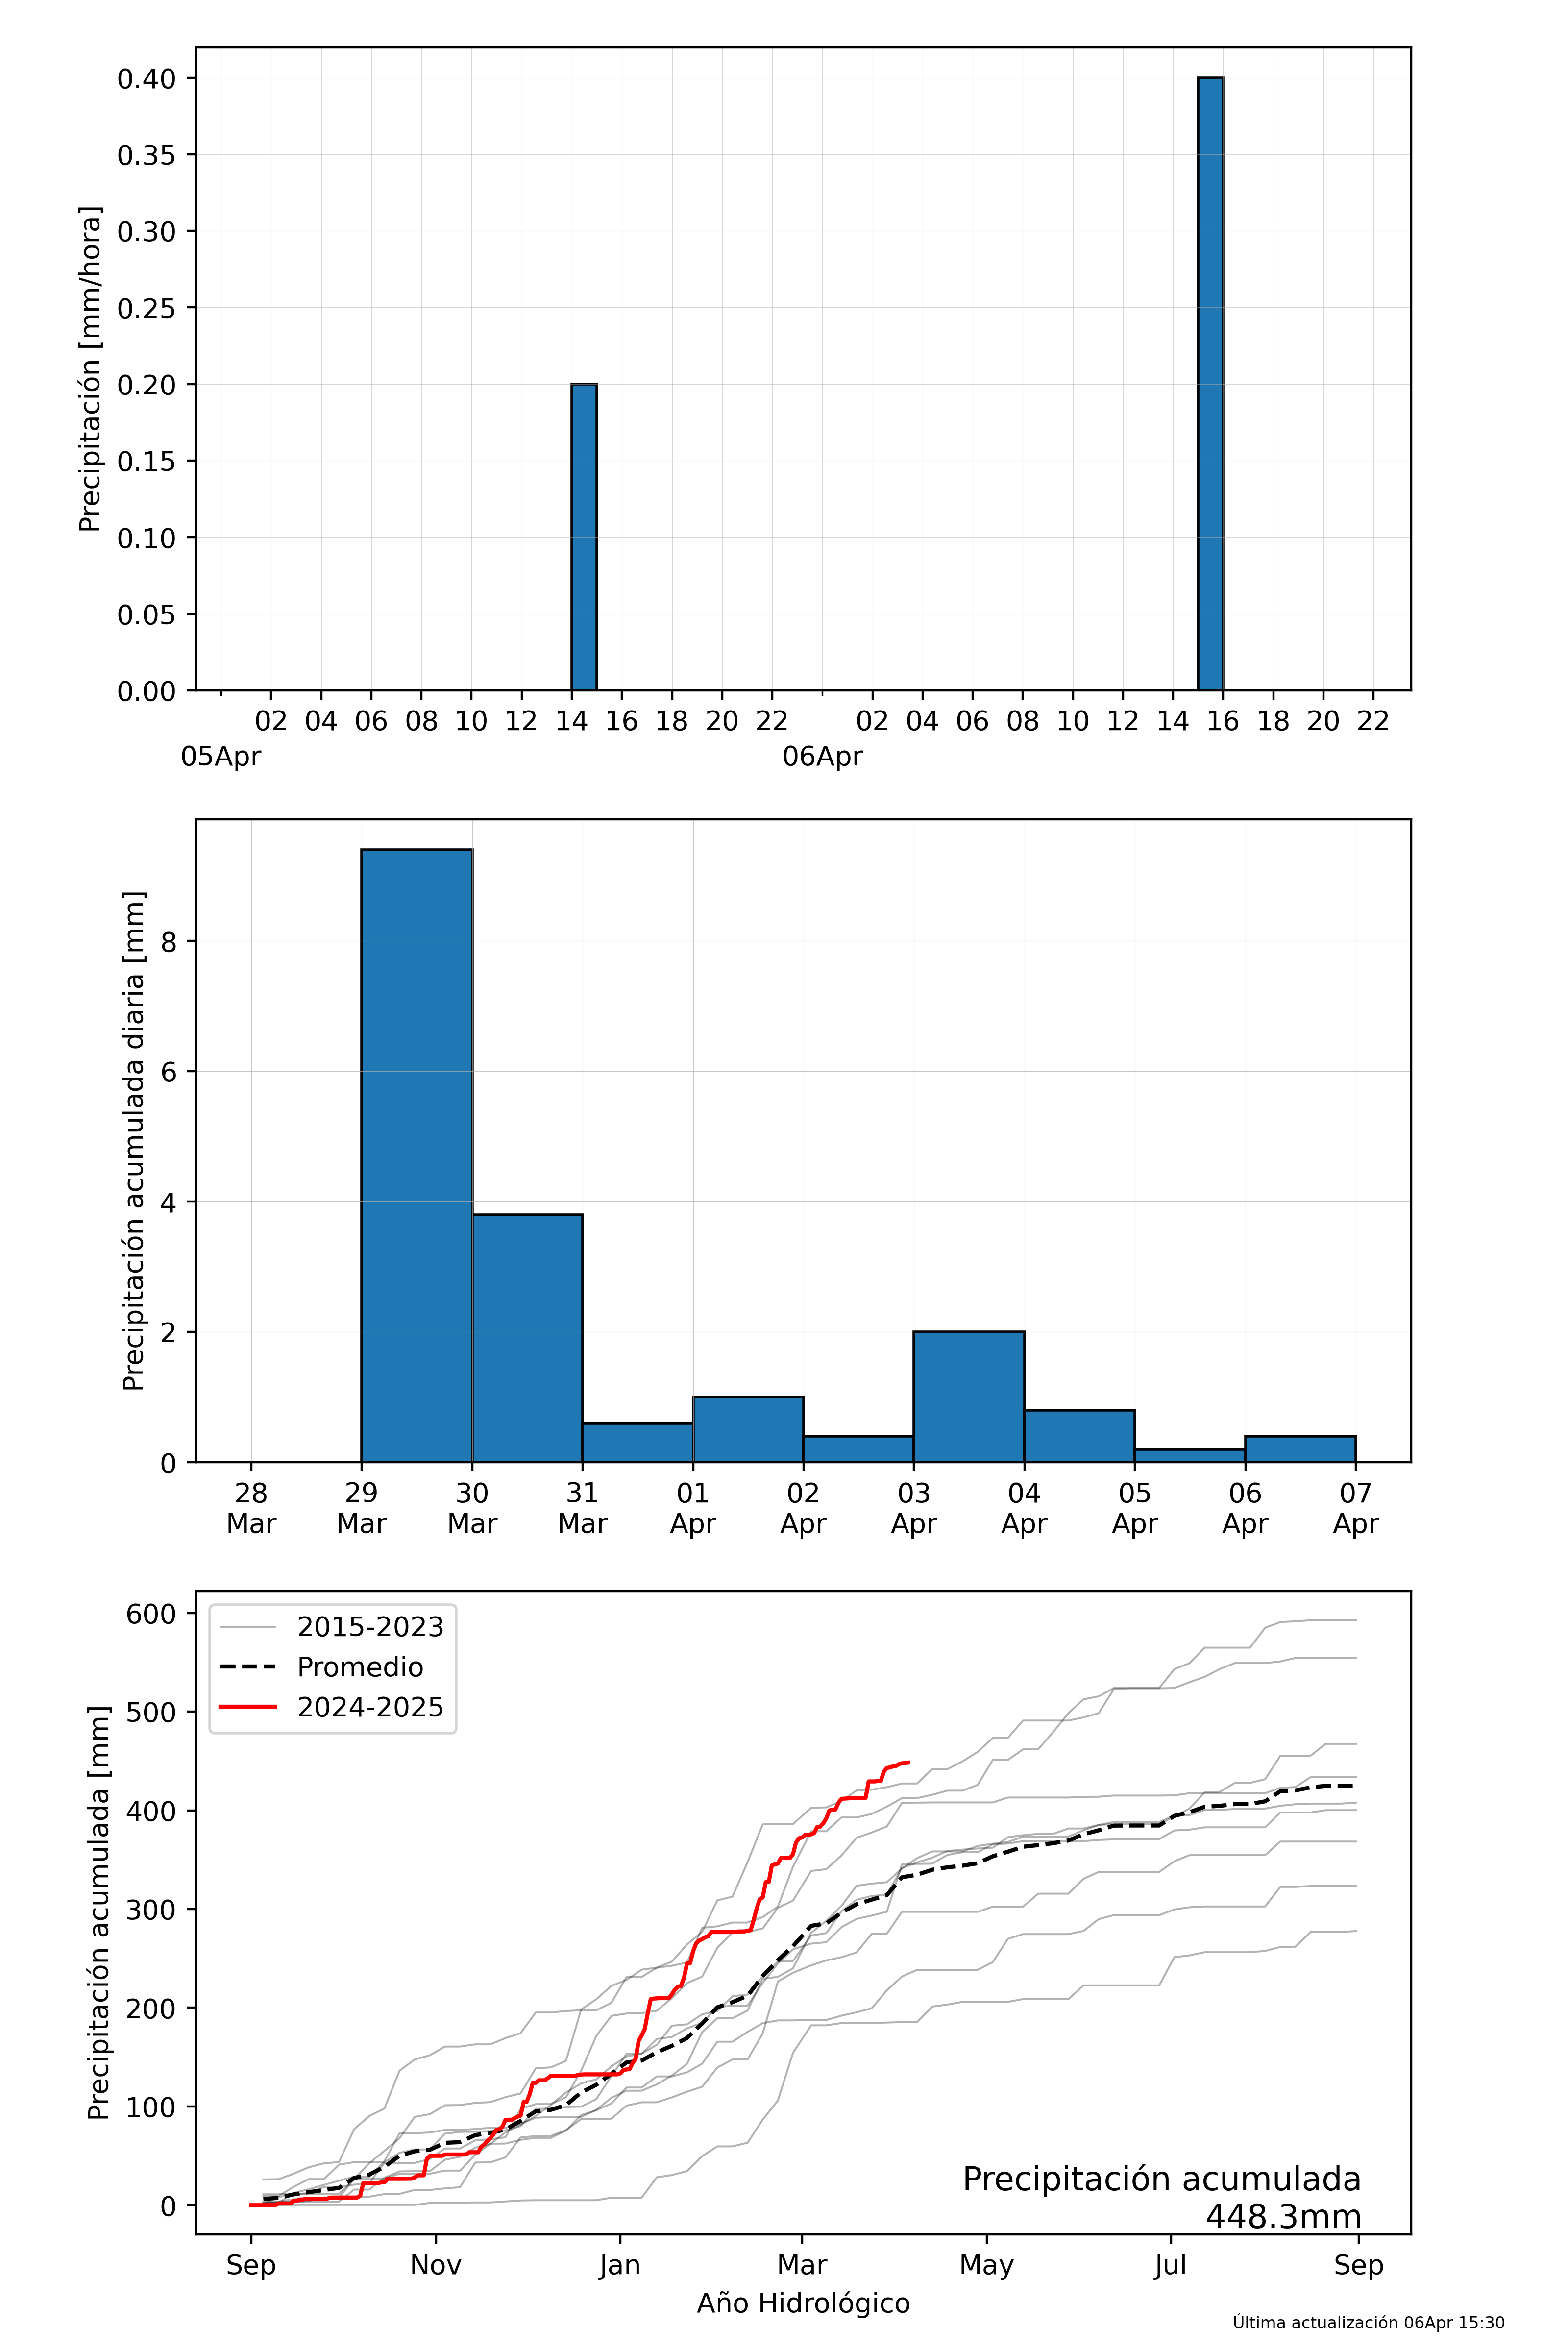 Precipitación [mm/hora]
0.40
0.35
0.30
0.25
0.20
0.15
0.10
0.05
0.00
02 04 06 08 10 12 14 16 18 20 22 02 04 06 08 10 12 14 16 18 20 22
05Apr 06Apr
Precipitación acumulada diaria [mm]
8
6
4
2
0
28 29 30 31 01 02 03 04 05 06 07
Mar Mar Mar Mar Apr Apr Apr Apr Apr Apr Apr
Precipitación acumulada [mm]
600
500
400
300
200
100
0
2015-2023
Promedio
2024-2025
Precipitación acumulada
448.3mm
Sep Nov Jan Mar May Jul Sep
Año Hidrológico
Última actualización 06Apr 15:30